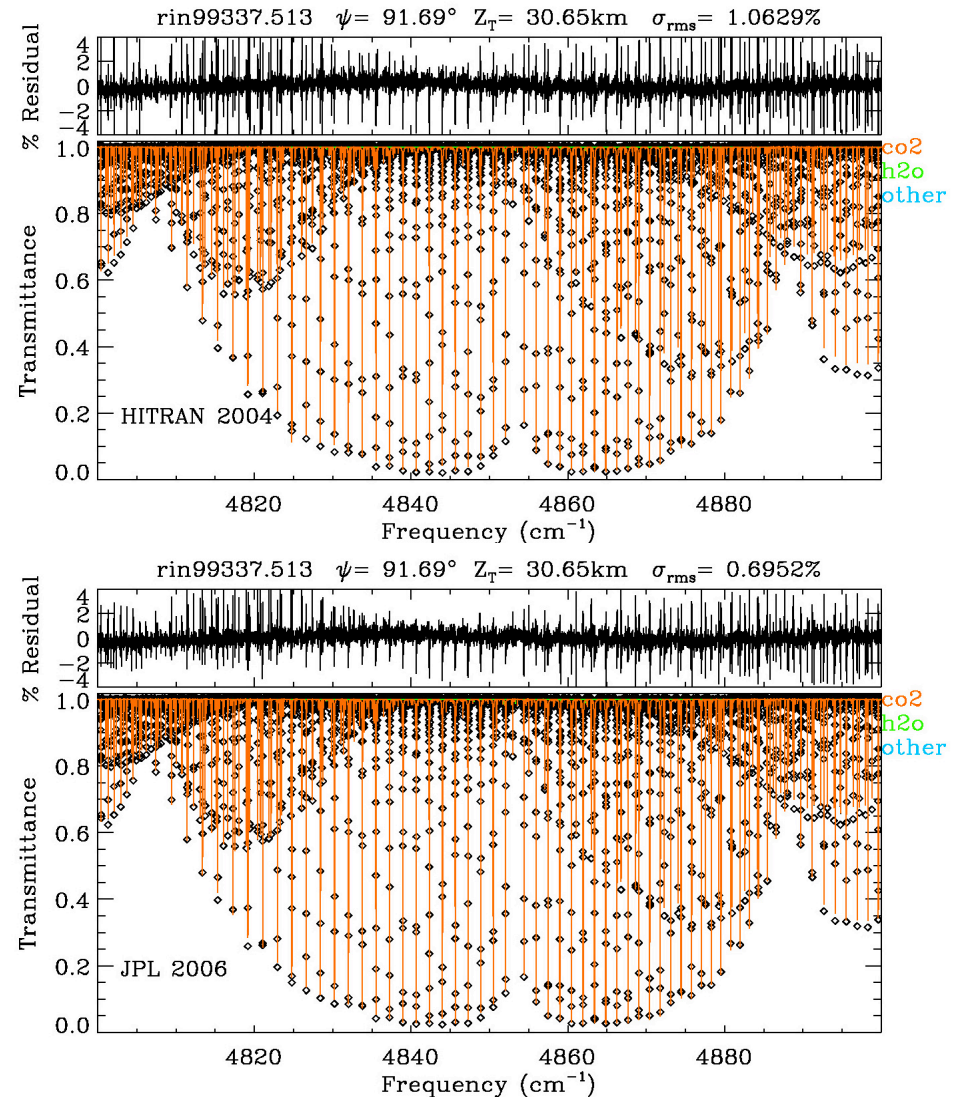 rin99337.513 ψ= 91.69° Z_T= 30.65km σ_rms= 1.0629%
% Residual
4
2
0
−2
−4
Transmittance
1.0
0.8
0.6
0.4
0.2
0.0
co2
h2o
other
HITRAN 2004
4820 4840 4860 4880
Frequency (cm⁻¹)
rin99337.513 ψ= 91.69° Z_T= 30.65km σ_rms= 0.6952%
% Residual
4
2
0
−2
−4
Transmittance
1.0
0.8
0.6
0.4
0.2
0.0
co2
h2o
other
JPL 2006
4820 4840 4860 4880
Frequency (cm⁻¹)